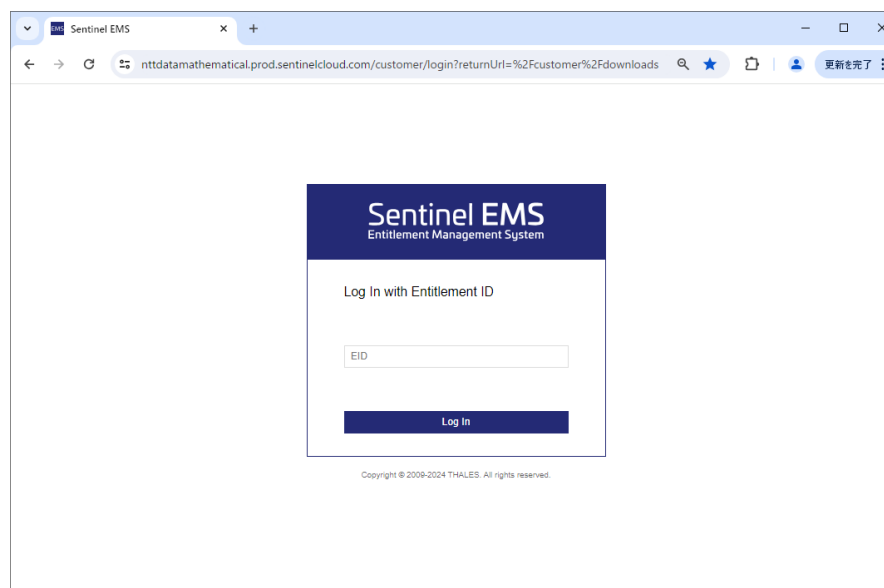 EMS Sentinel EMS
nttdatamathematical.prod.sentinelcloud.com/customer/login?returnUrl=%2Fcustomer%2Fdownloads
更新を完了
Sentinel EMS
Entitlement Management System
Log In with Entitlement ID
EID
Log In
Copyright © 2009-2024 THALES. All rights reserved.